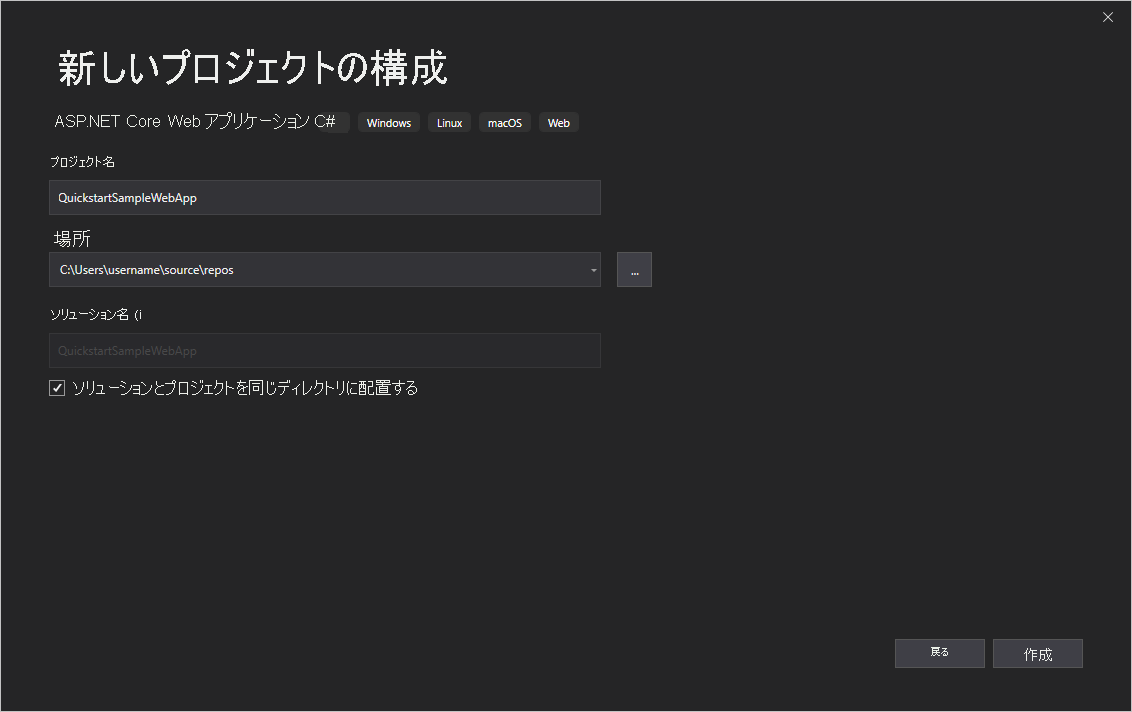 新しいプロジェクトの構成
ASP.NET Core Web アプリケーション C# Windows Linux macOS Web
プロジェクト名
QuickstartSampleWebApp
場所
C:\Users\username\source\repos
...
ソリューション名 (i
QuickstartSampleWebApp
ソリューションとプロジェクトを同じディレクトリに配置する
戻る 作成